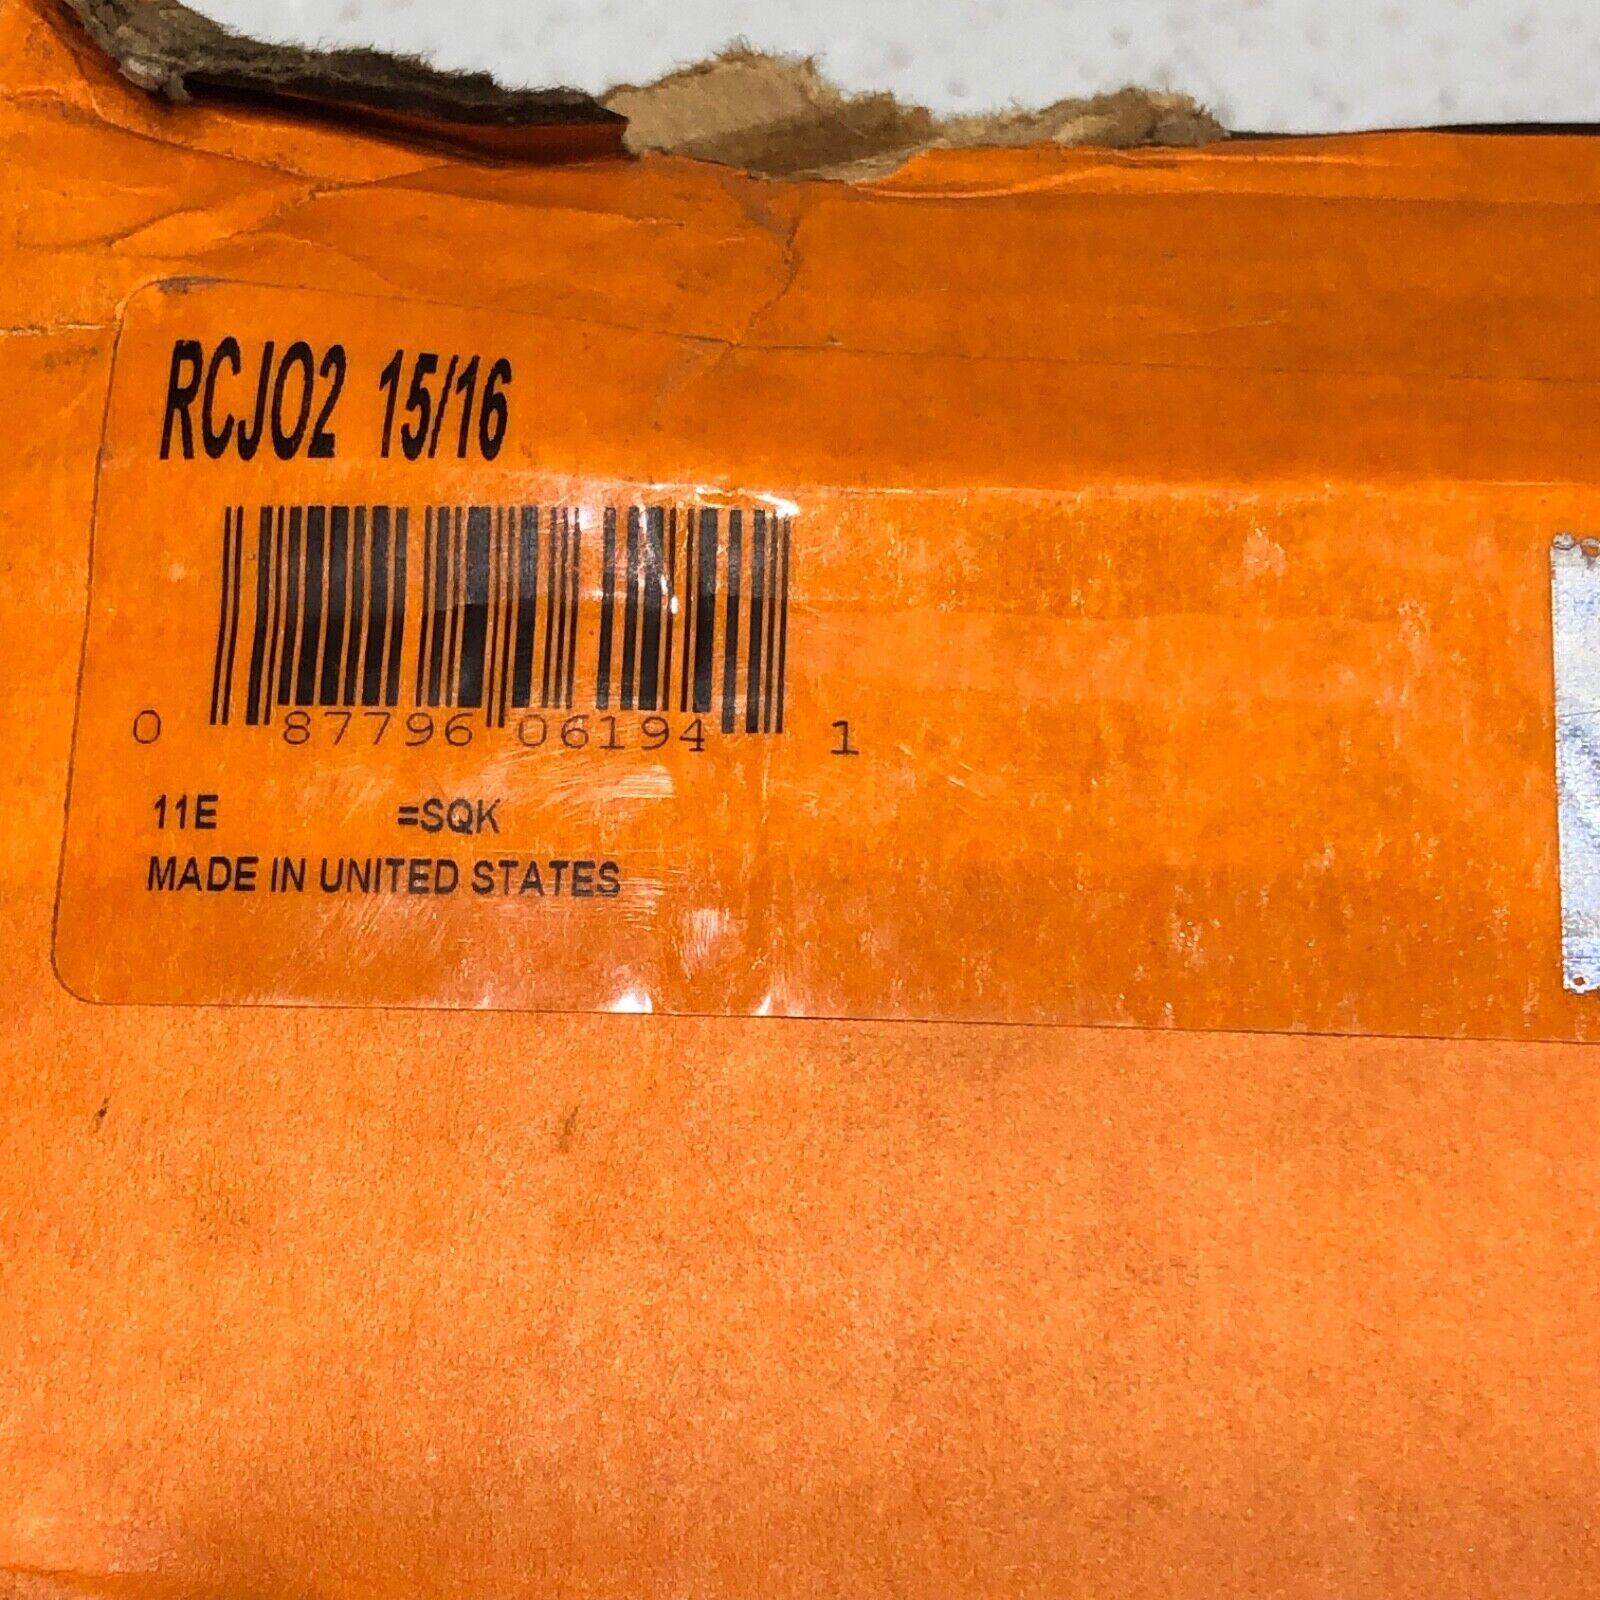 RCJO2 15/16
0 87796 06194 1
11E =SQK
MADE IN UNITED STATES